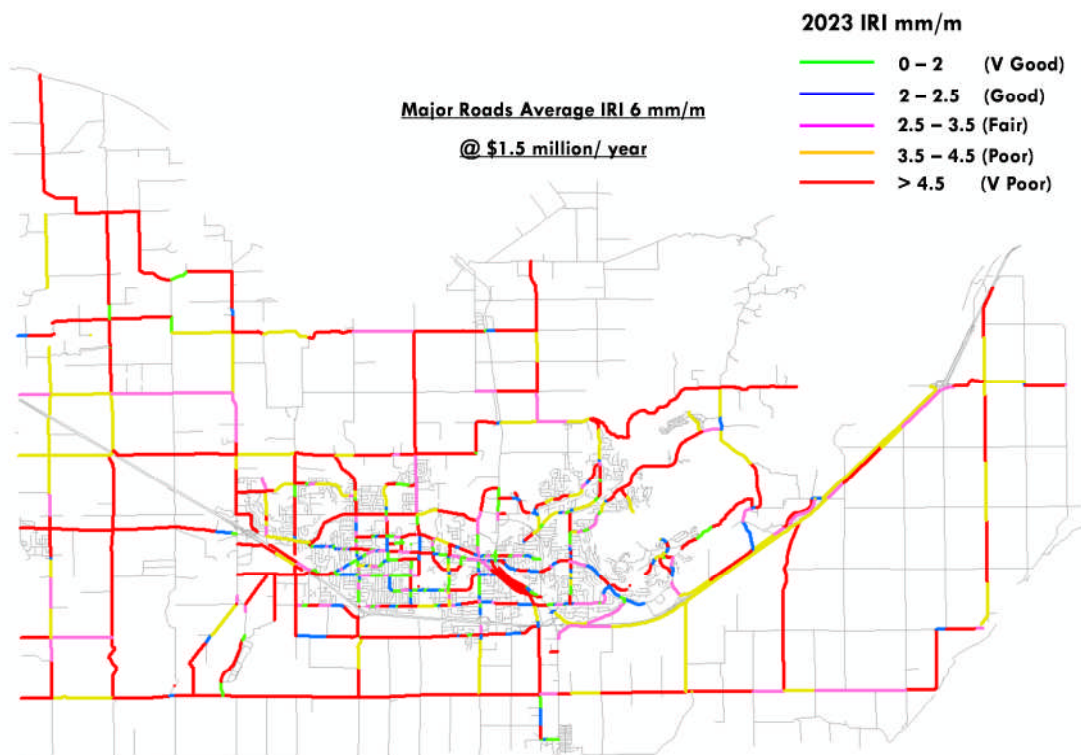 2023 IRI mm/m
0 – 2 (V Good)
2 – 2.5 (Good)
2.5 – 3.5 (Fair)
3.5 – 4.5 (Poor)
> 4.5 (V Poor)
Major Roads Average IRI 6 mm/m
@ $1.5 million/ year